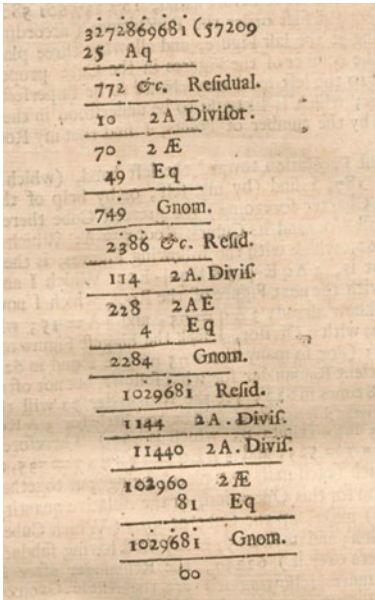 3272869681 (57209
25 Aq
772 &c. Reſidual.
10 2A Diviſor.
70 2Æ
49 Eq
749 Gnom.
2386 &c. Reſid.
114 2A. Diviſ.
228 2AE
4 Eq
2284 Gnom.
1029681 Reſid.
1144 2A. Diviſ.
11440 2A. Diviſ.
102960 2Æ
81 Eq
1029681 Gnom.
00